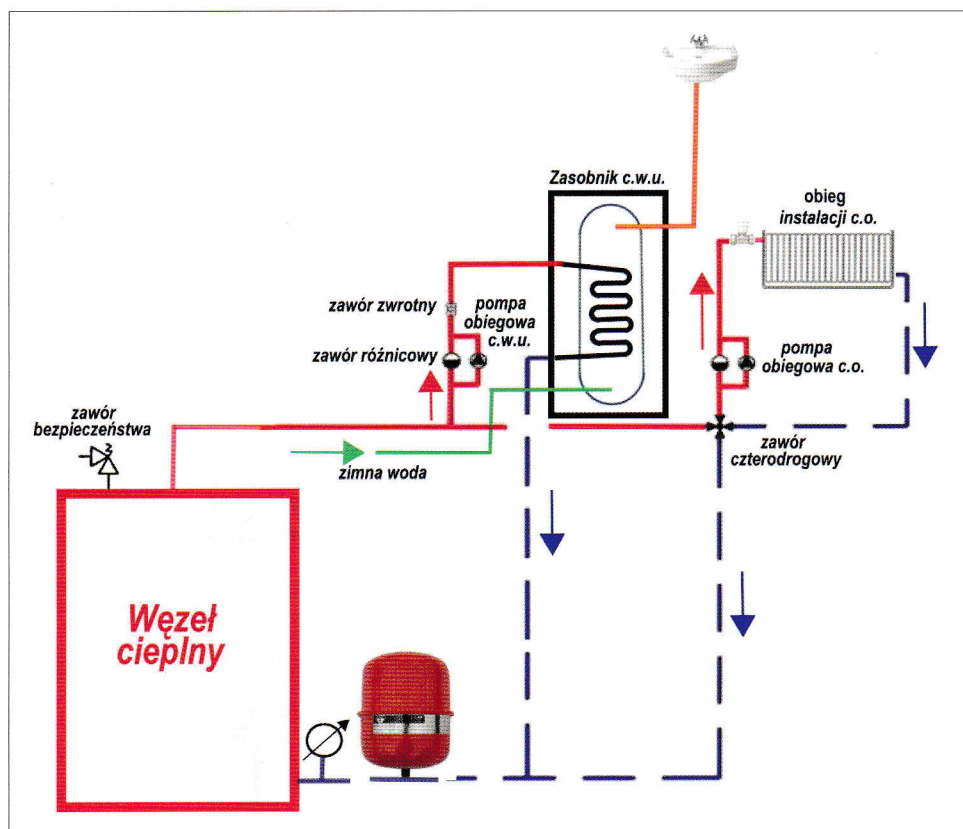 Zasobnik c.w.u.
obieg
instalacji c.o.
zawór zwrotny
pompa
obiegowa
c.w.u.
zawór różnicowy
pompa
obiegowa c.o.
zawór
bezpieczeństwa
zimna woda
zawór
czterodrogowy
Węzeł
cieplny